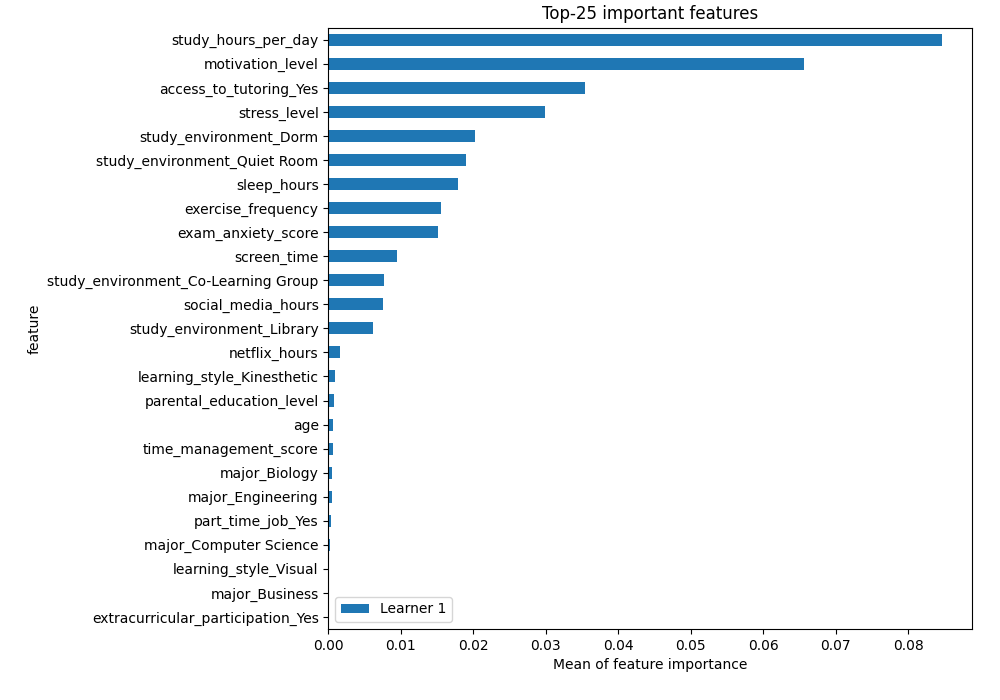 Top-25 important features
study_hours_per_day
motivation_level
access_to_tutoring_Yes
stress_level
study_environment_Dorm
study_environment_Quiet Room
sleep_hours
exercise_frequency
exam_anxiety_score
screen_time
study_environment_Co-Learning Group
social_media_hours
study_environment_Library
netflix_hours
learning_style_Kinesthetic
parental_education_level
age
time_management_score
major_Biology
major_Engineering
part_time_job_Yes
major_Computer Science
learning_style_Visual
major_Business
extracurricular_participation_Yes
feature
Learner 1
0.00 0.01 0.02 0.03 0.04 0.05 0.06 0.07 0.08
Mean of feature importance